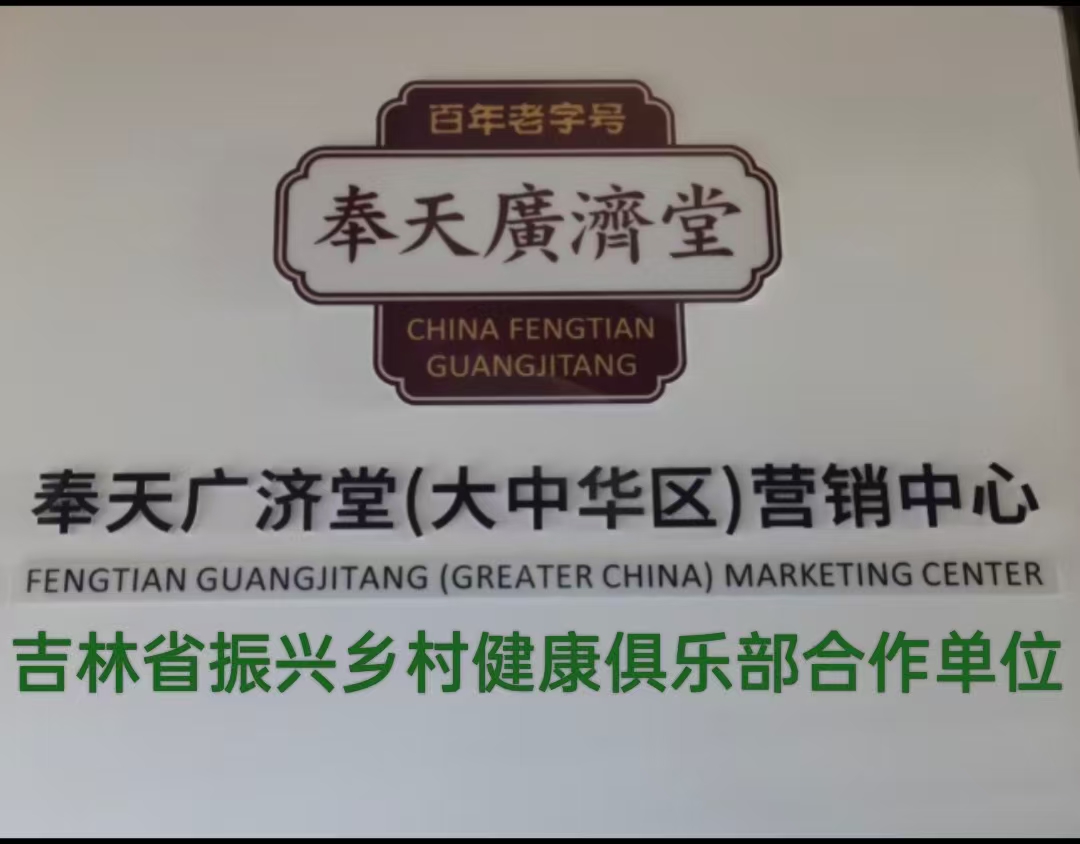 百年老字号
奉天廣濟堂
CHINA FENGTIAN
GUANGJITANG
奉天广济堂(大中华区)营销中心
FENGTIAN GUANGJITANG (GREATER CHINA) MARKETING CENTER
吉林省振兴乡村健康俱乐部合作单位